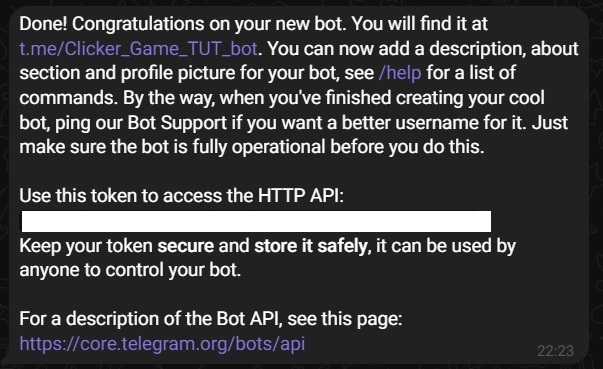 Done! Congratulations on your new bot. You will find it at
t.me/Clicker_Game_TUT_bot. You can now add a description, about
section and profile picture for your bot, see /help for a list of
commands. By the way, when you've finished creating your cool
bot, ping our Bot Support if you want a better username for it. Just
make sure the bot is fully operational before you do this.
Use this token to access the HTTP API:
Keep your token secure and store it safely, it can be used by
anyone to control your bot.
For a description of the Bot API, see this page:
https://core.telegram.org/bots/api
22:23